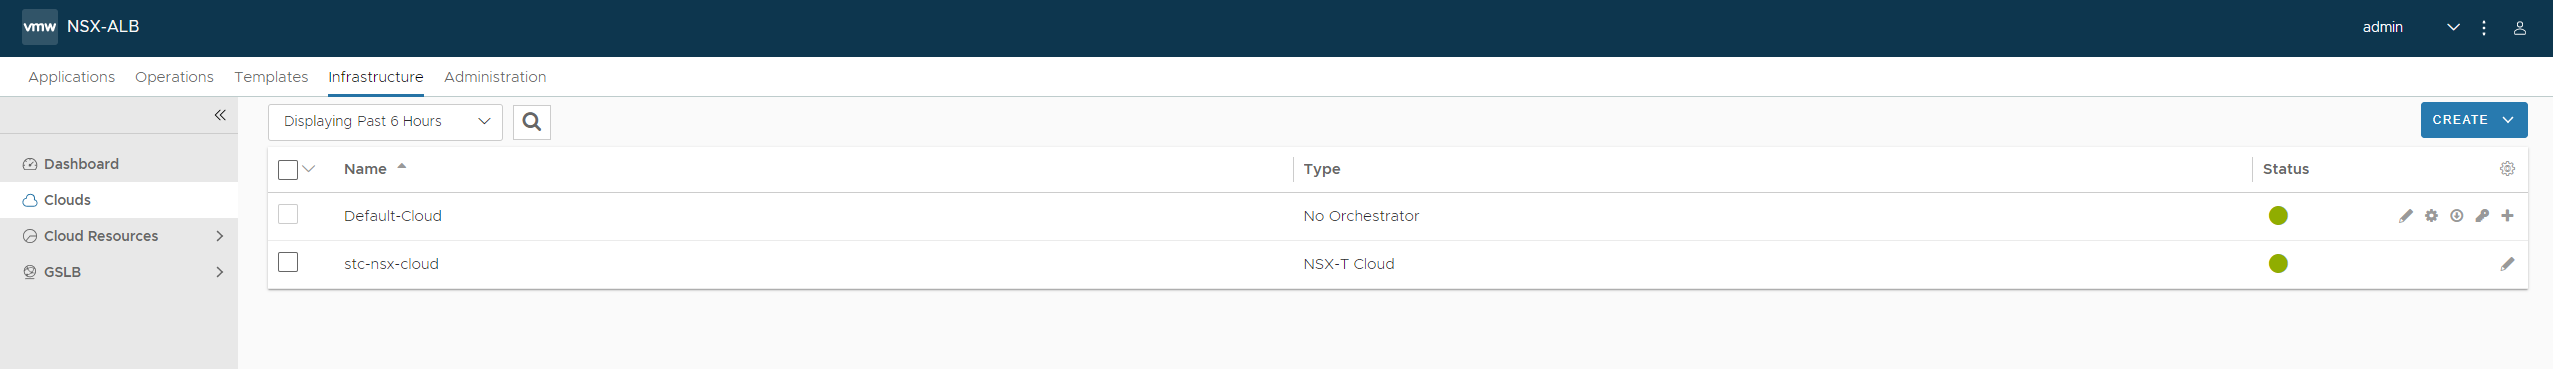 vmw NSX-ALB admin
Applications Operations Templates Infrastructure Administration
Displaying Past 6 Hours CREATE
Dashboard
Clouds
Cloud Resources
GSLB
Name Type Status
Default-Cloud No Orchestrator
stc-nsx-cloud NSX-T Cloud